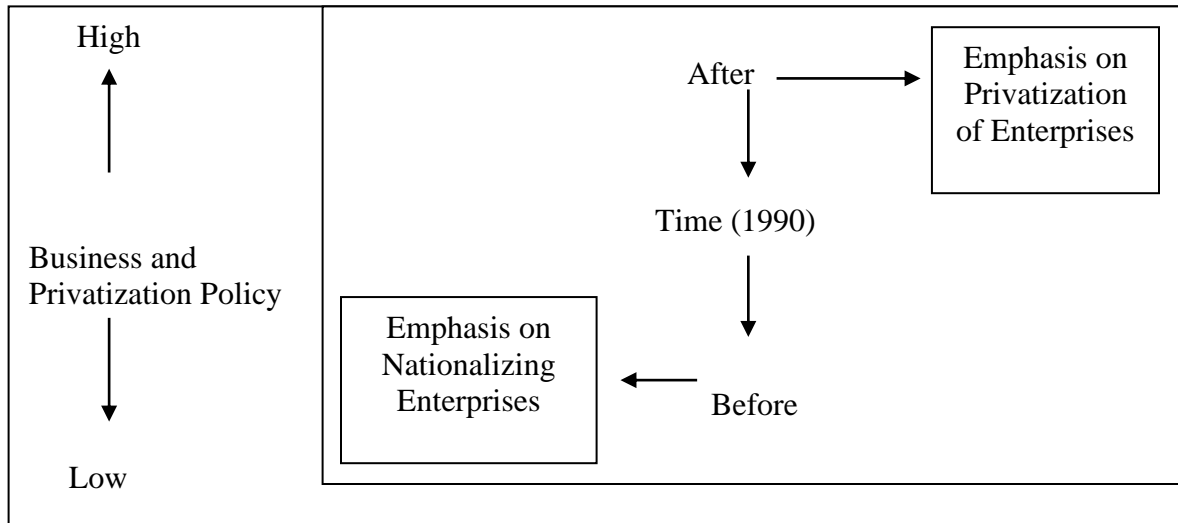 High
Business and
Privatization Policy
Low
After
Emphasis on
Privatization
of Enterprises
Time (1990)
Emphasis on
Nationalizing
Enterprises
Before